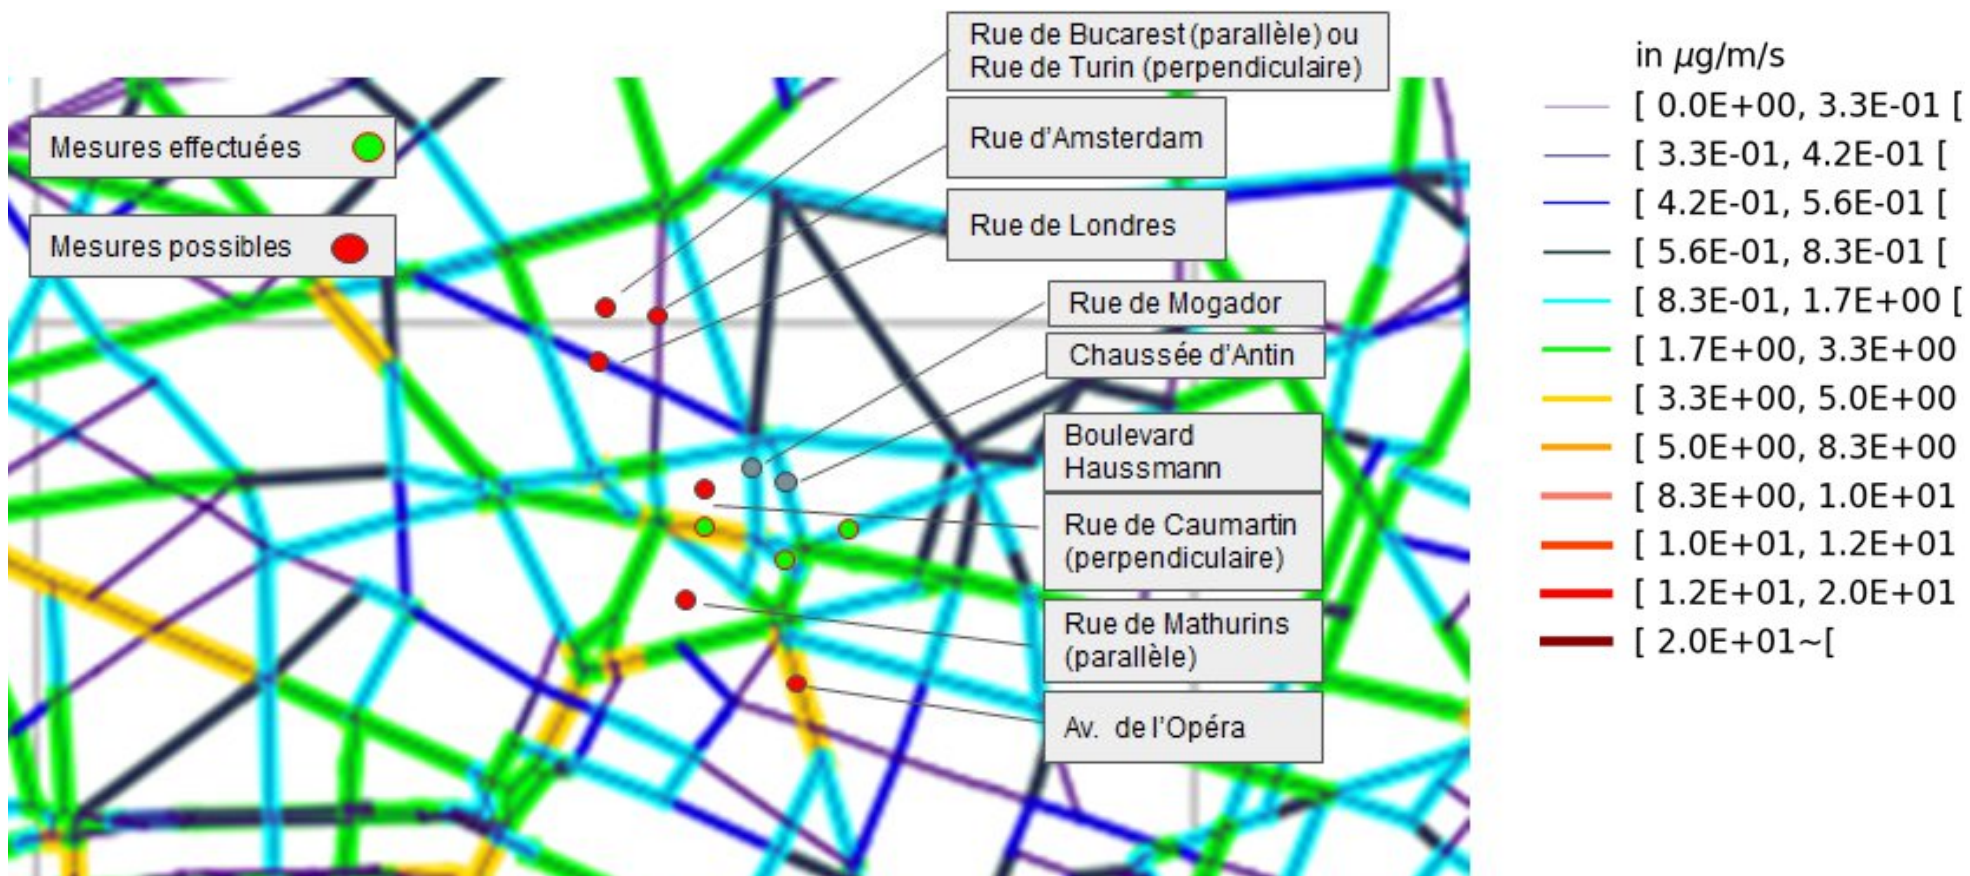 Mesures effectuées
Mesures possibles
Rue de Bucarest (parallèle) ou
Rue de Turin (perpendiculaire)
Rue d'Amsterdam
Rue de Londres
Rue de Mogador
Chaussée d'Antin
Boulevard
Haussmann
Rue de Caumartin
(perpendiculaire)
Rue de Mathurins
(parallèle)
Av. de l'Opéra
in µg/m/s
[ 0.0E+00, 3.3E-01 [
[ 3.3E-01, 4.2E-01 [
[ 4.2E-01, 5.6E-01 [
[ 5.6E-01, 8.3E-01 [
[ 8.3E-01, 1.7E+00 [
[ 1.7E+00, 3.3E+00
[ 3.3E+00, 5.0E+00
[ 5.0E+00, 8.3E+00
[ 8.3E+00, 1.0E+01
[ 1.0E+01, 1.2E+01
[ 1.2E+01, 2.0E+01
[ 2.0E+01~[